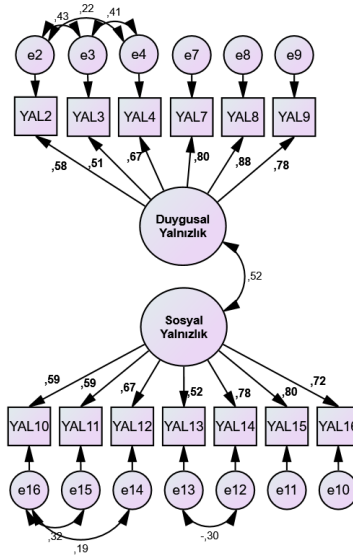 ,22
,43 ,41
e2 e3 e4 e7 e8 e9
YAL2 YAL3 YAL4 YAL7 YAL8 YAL9
,58 ,51 ,67 ,80 ,88 ,78
Duygusal
Yalnızlık
,52
Sosyal
Yalnızlık
,59 ,59 ,67 ,52 ,78 ,80 ,72
YAL10 YAL11 YAL12 YAL13 YAL14 YAL15 YAL16
e16 e15 e14 e13 e12 e11 e10
,32 -,30
,19